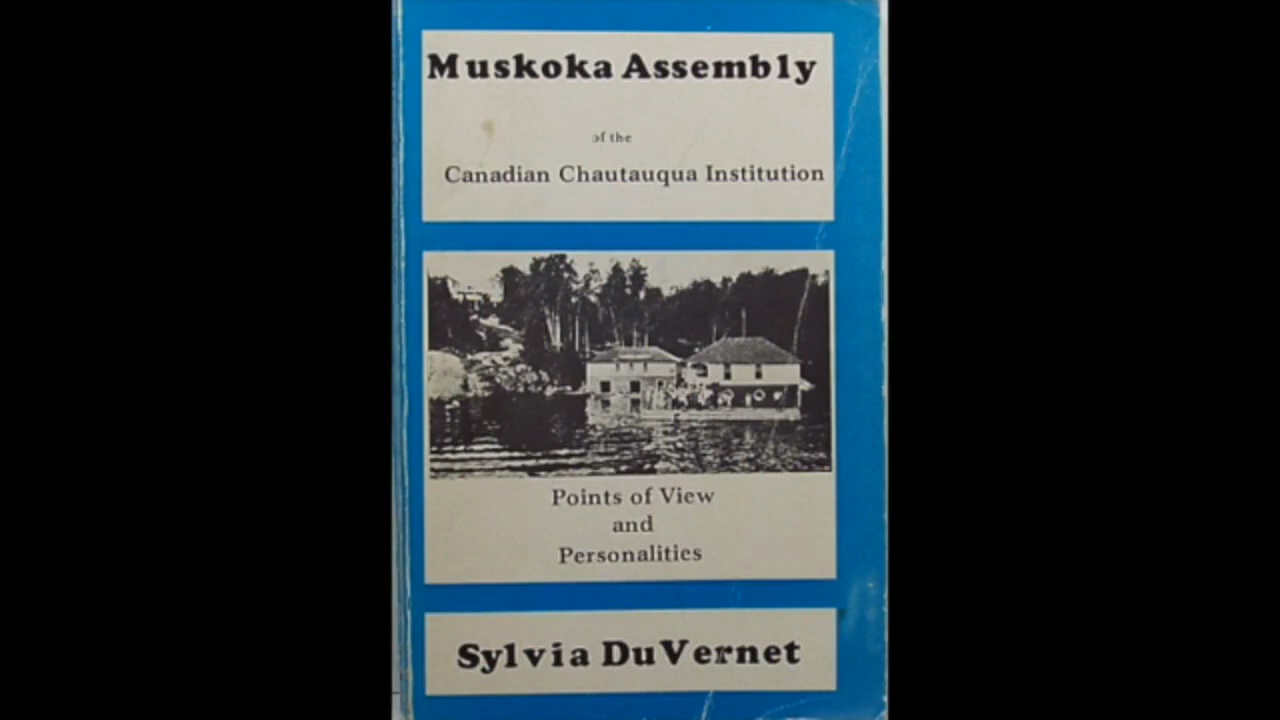 Muskoka Assembly
of the
Canadian Chautauqua Institution
Points of View
and
Personalities
Sylvia DuVernet